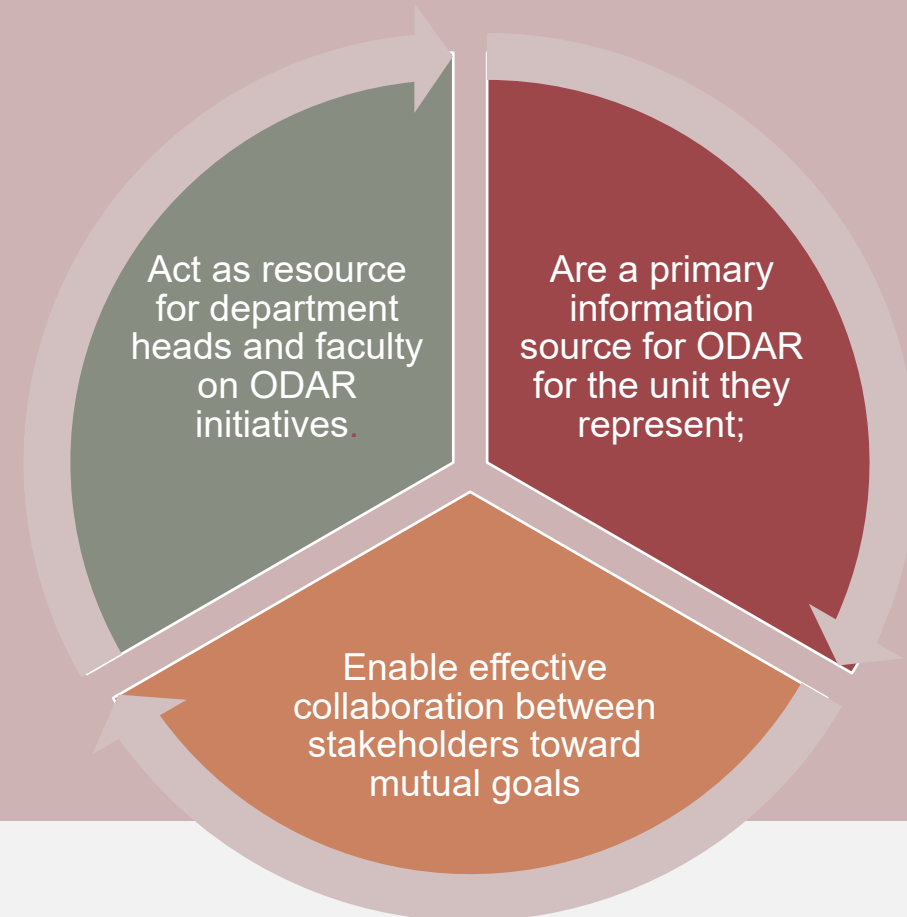 Act as resource
for department
heads and faculty
on ODAR
initiatives.
Are a primary
information
source for ODAR
for the unit they
represent;
Enable effective
collaboration between
stakeholders toward
mutual goals